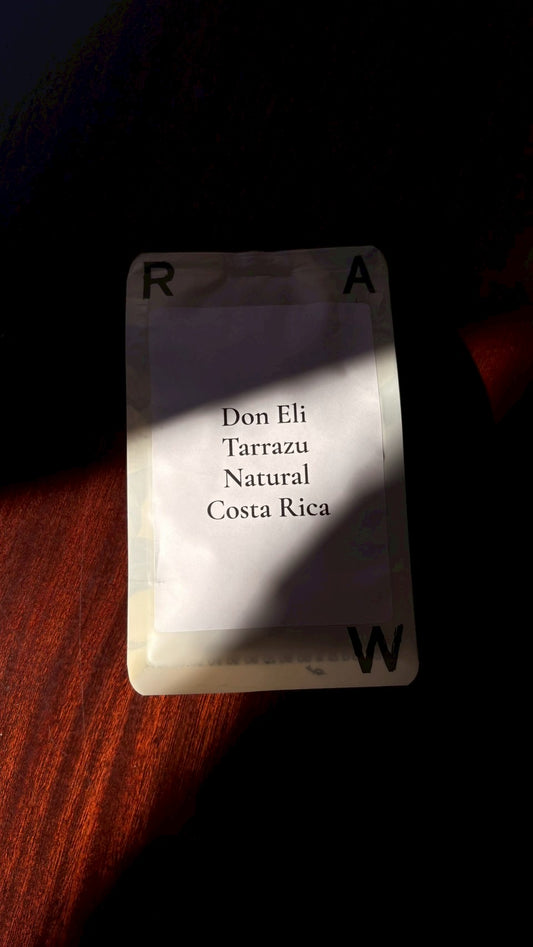 R A
Don Eli
Tarrazu
Natural
Costa Rica
W